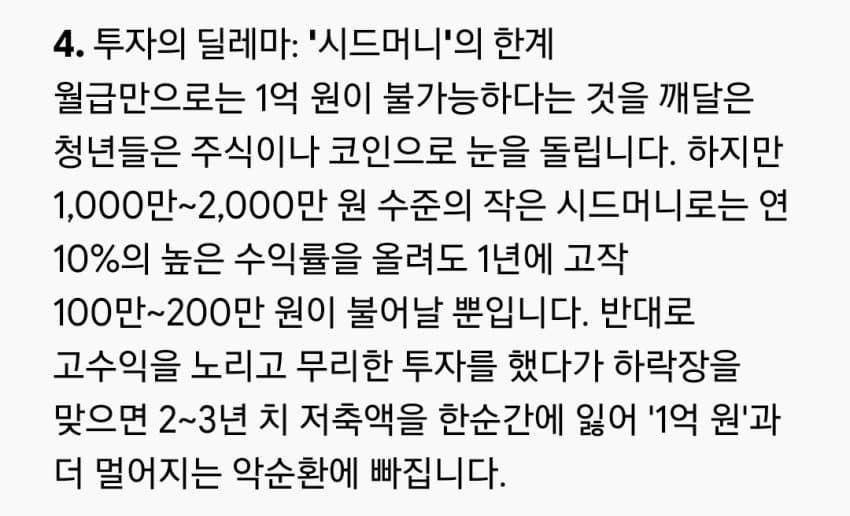 4. 투자의 딜레마: '시드머니'의 한계
월급만으로는 1억 원이 불가능하다는 것을 깨달은
청년들은 주식이나 코인으로 눈을 돌립니다. 하지만
1,000만~2,000만 원 수준의 작은 시드머니로는 연
10%의 높은 수익률을 올려도 1년에 고작
100만~200만 원이 불어날 뿐입니다. 반대로
고수익을 노리고 무리한 투자를 했다가 하락장을
맞으면 2~3년 치 저축액을 한순간에 잃어 '1억 원'과
더 멀어지는 악순환에 빠집니다.